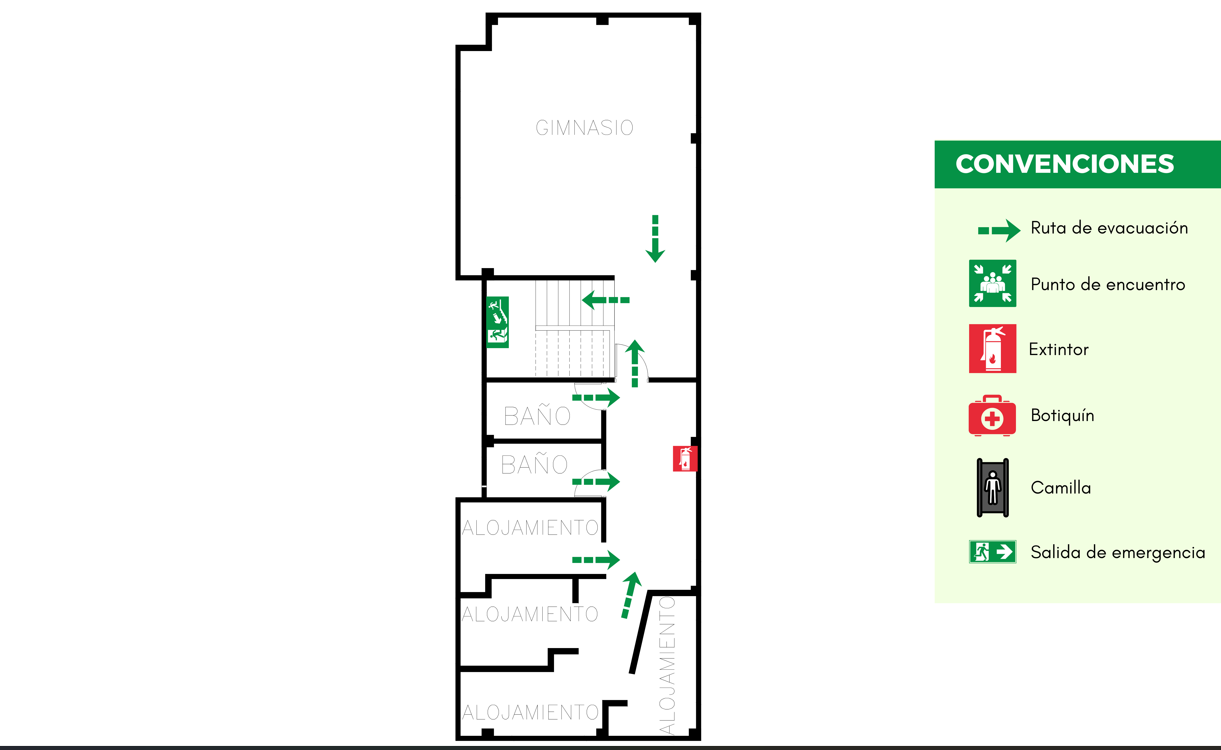 GIMNASIO
CONVENCIONES
Ruta de evacuación
Punto de encuentro
Extintor
Botiquín
Camilla
Salida de emergencia
BAÑO
BAÑO
ALOJAMIENTO
ALOJAMIENTO
ALOJAMIENTO
ALOJAMIENTO